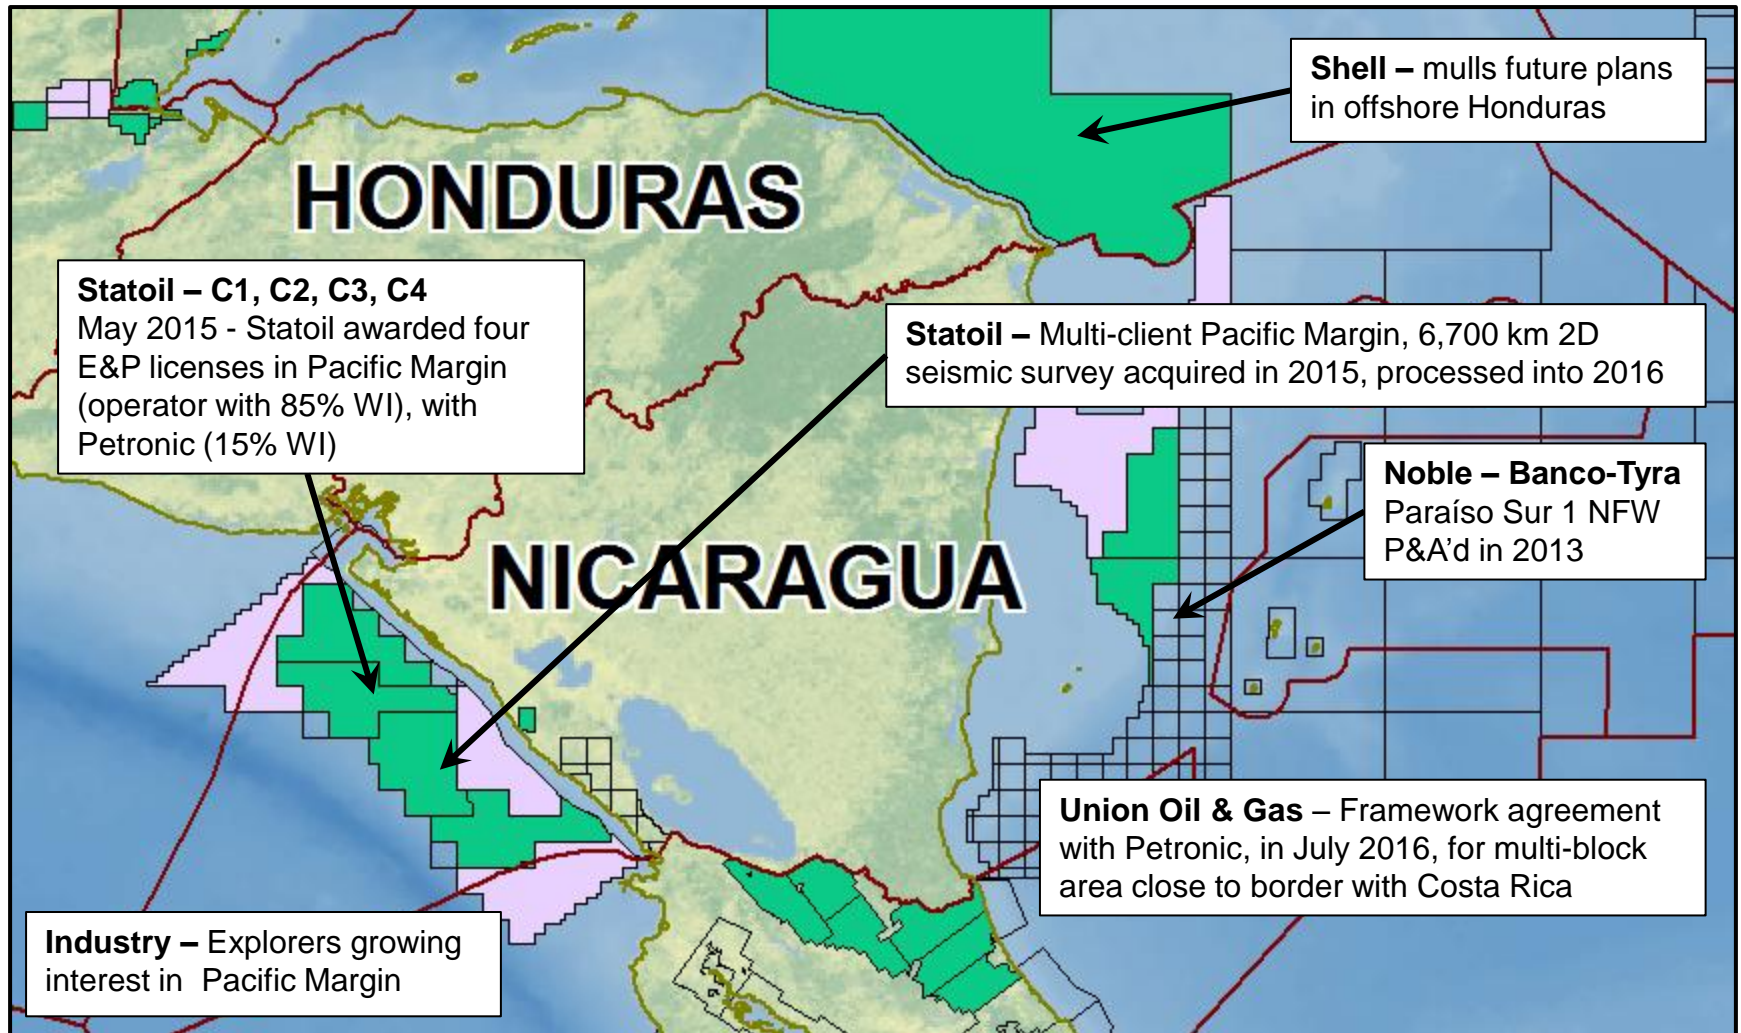 Shell – mulls future plans
in offshore Honduras
HONDURAS
Statoil – C1, C2, C3, C4
May 2015 - Statoil awarded four
E&P licenses in Pacific Margin
(operator with 85% WI), with
Petronic (15% WI)
Statoil – Multi-client Pacific Margin, 6,700 km 2D
seismic survey acquired in 2015, processed into 2016
Noble – Banco-Tyra
Paraíso Sur 1 NFW
P&A’d in 2013
NICARAGUA
Union Oil & Gas – Framework agreement
with Petronic, in July 2016, for multi-block
area close to border with Costa Rica
Industry – Explorers growing
interest in Pacific Margin